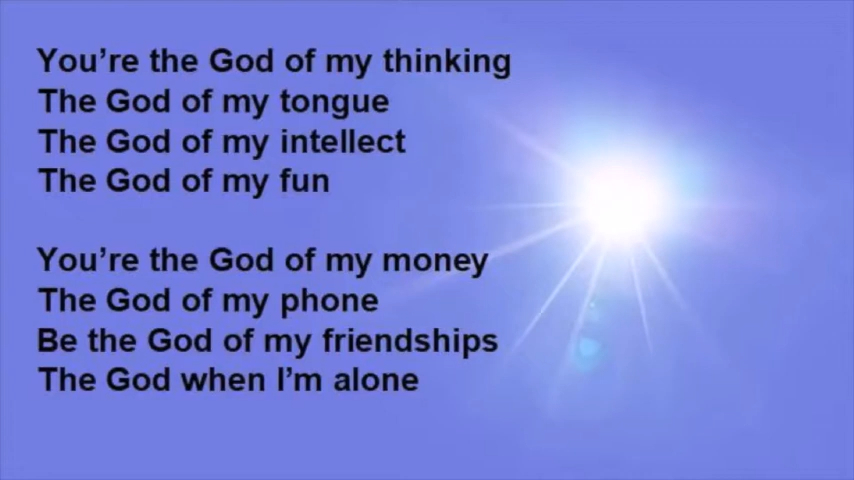 You’re the God of my thinking
The God of my tongue
The God of my intellect
The God of my fun
You’re the God of my money
The God of my phone
Be the God of my friendships
The God when I’m alone